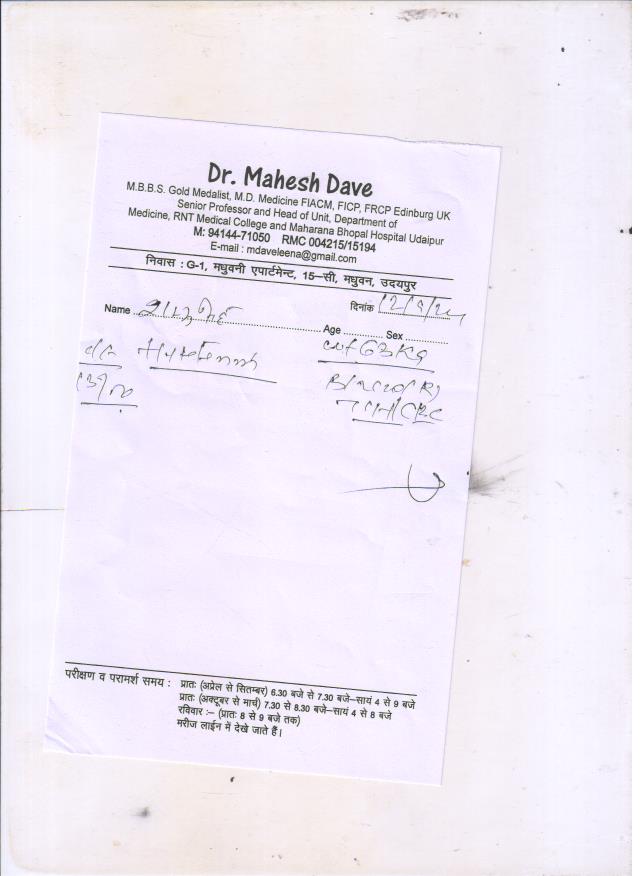 Dr. Mahesh Dave
M.B.B.S. Gold Medalist, M.D. Medicine FIACM, FICP, FRCP Edinburg UK
Senior Professor and Head of Unit, Department of
Medicine, RNT Medical College and Maharana Bhopal Hospital Udaipur
M: 94144-71050 RMC 004215/15194
E-mail : mdaveleena@gmail.com
निवास : G-1, मधुवनी एपार्टमेन्ट, 15–सी, मधुवन, उदयपुर
दिनांक
Name Age Sex
wt 63 Kg
परीक्षण व परामर्श समय : प्रातः (अप्रेल से सितम्बर) 6.30 बजे से 7.30 बजे–सायं 4 से 9 बजे
प्रातः (अक्टूबर से मार्च) 7.30 से 8.30 बजे–सायं 4 से 8 बजे
रविवार :– (प्रातः 8 से 9 बजे तक)
मरीज लाईन में देखे जाते हैं।